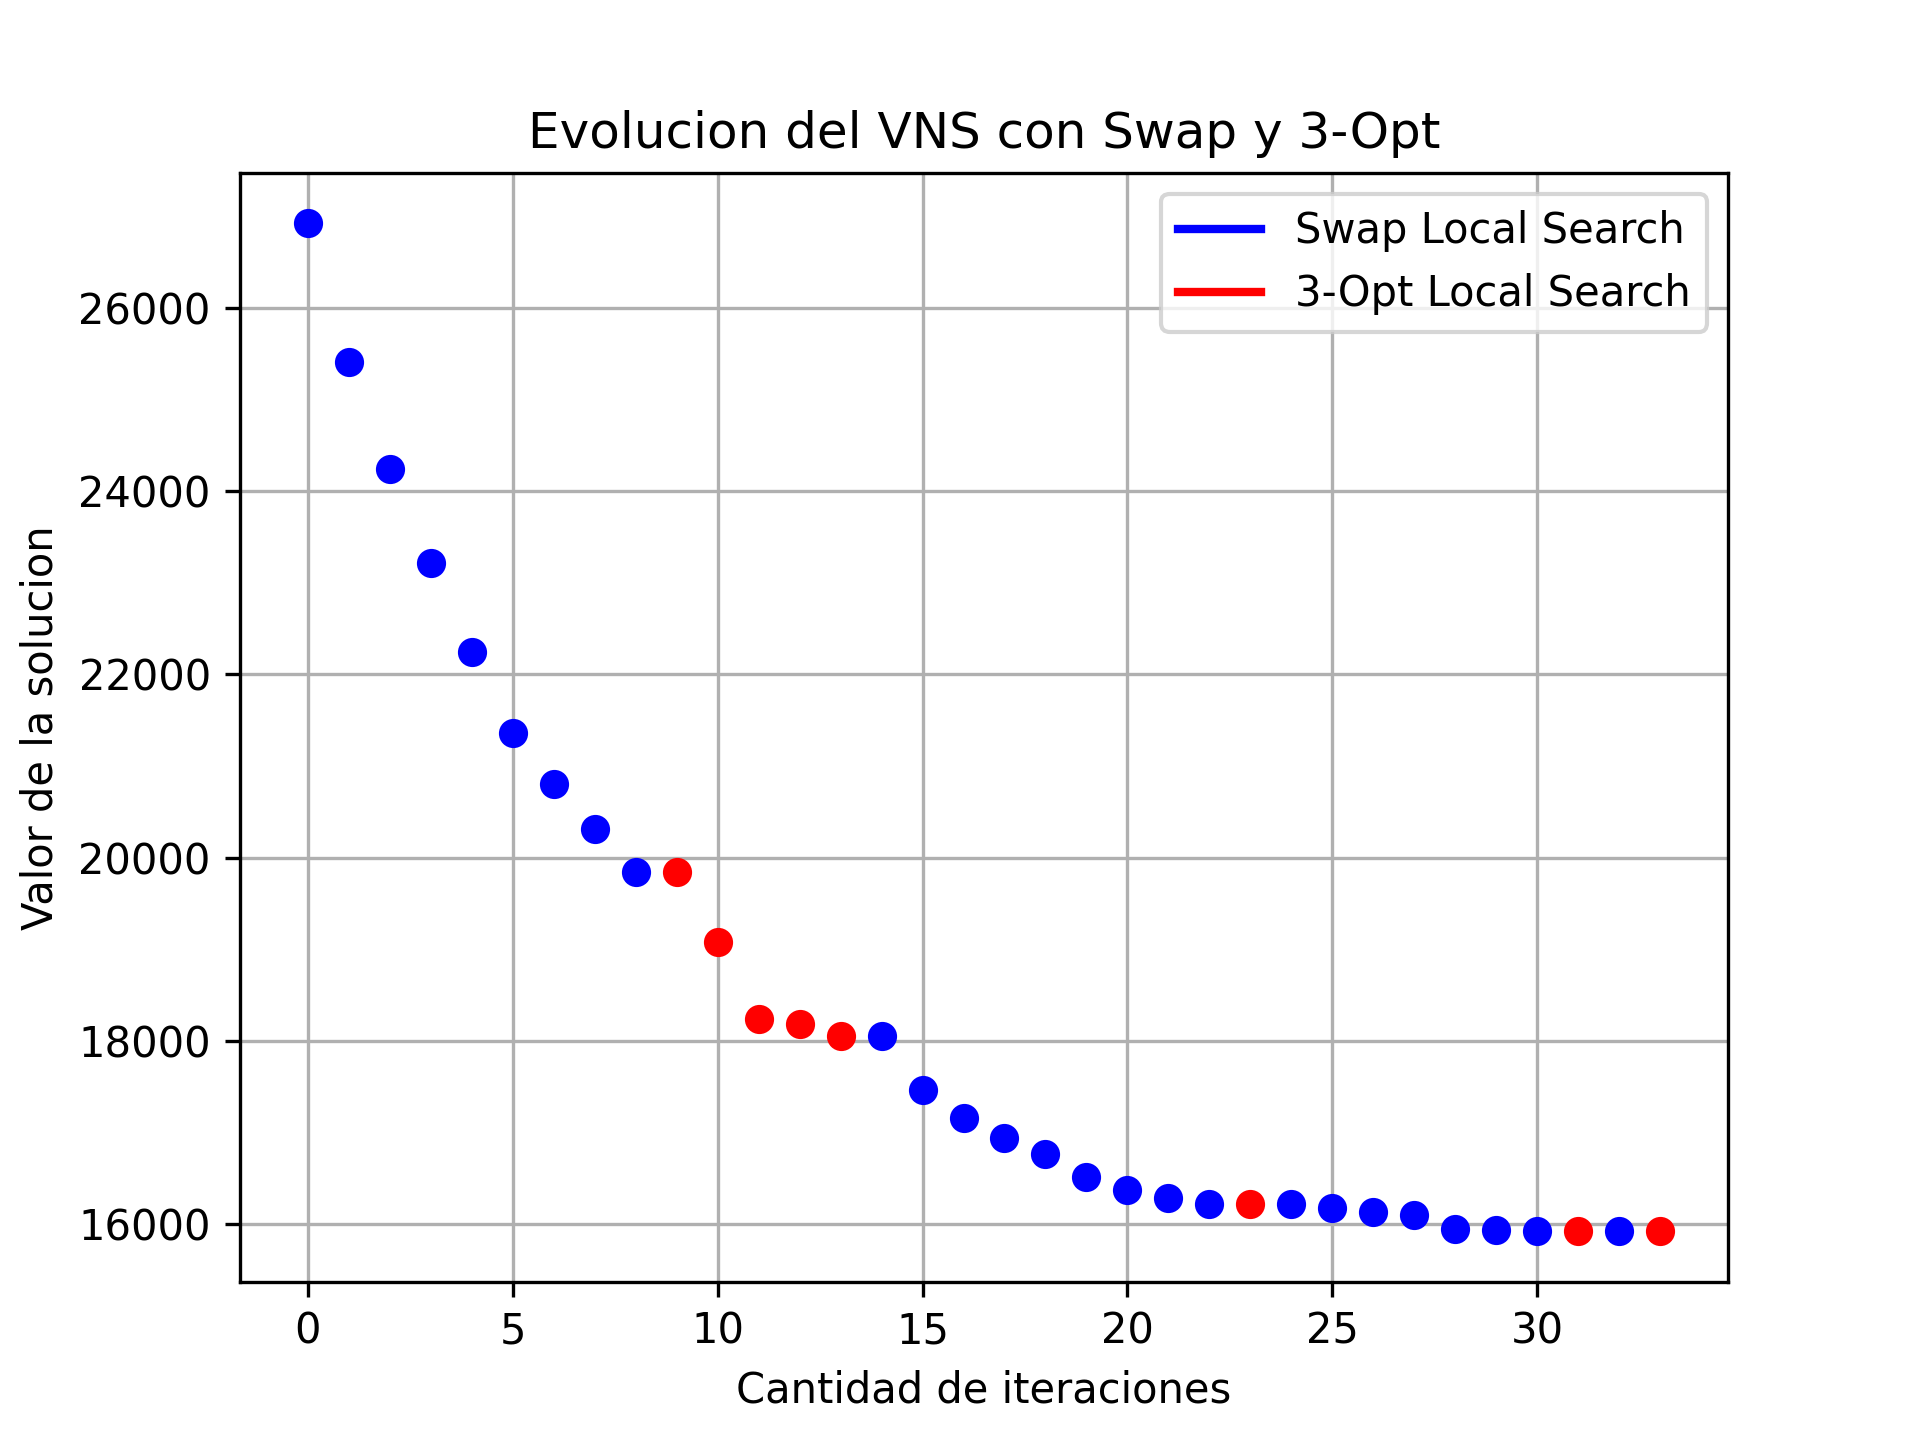 Evolucion del VNS con Swap y 3-Opt
Swap Local Search
3-Opt Local Search
Valor de la solucion
26000
24000
22000
20000
18000
16000
0 5 10 15 20 25 30
Cantidad de iteraciones